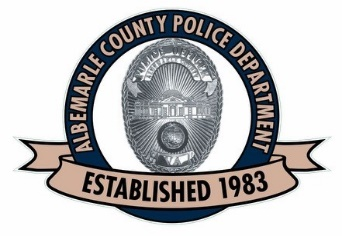 ALBEMARLE COUNTY POLICE DEPARTMENT
ESTABLISHED 1983